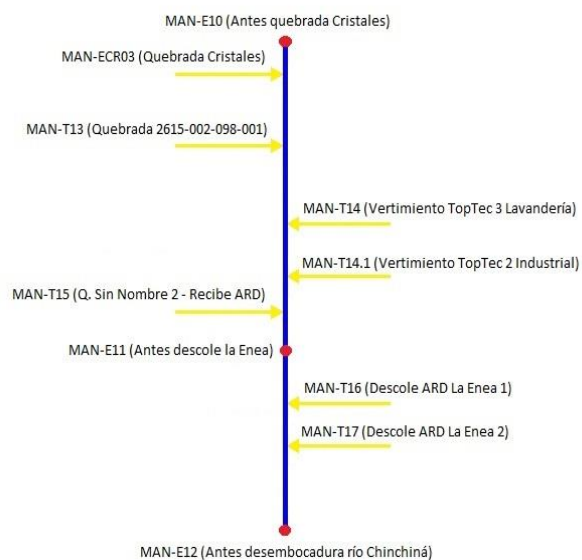 MAN-E10 (Antes quebrada Cristales)
MAN-ECR03 (Quebrada Cristales)
MAN-T13 (Quebrada 2615-002-098-001)
MAN-T14 (Vertimiento TopTec 3 Lavandería)
MAN-T14.1 (Vertimiento TopTec 2 Industrial)
MAN-T15 (Q. Sin Nombre 2 - Recibe ARD)
MAN-E11 (Antes descole la Enea)
MAN-T16 (Descole ARD La Enea 1)
MAN-T17 (Descole ARD La Enea 2)
MAN-E12 (Antes desembocadura río Chinchiná)